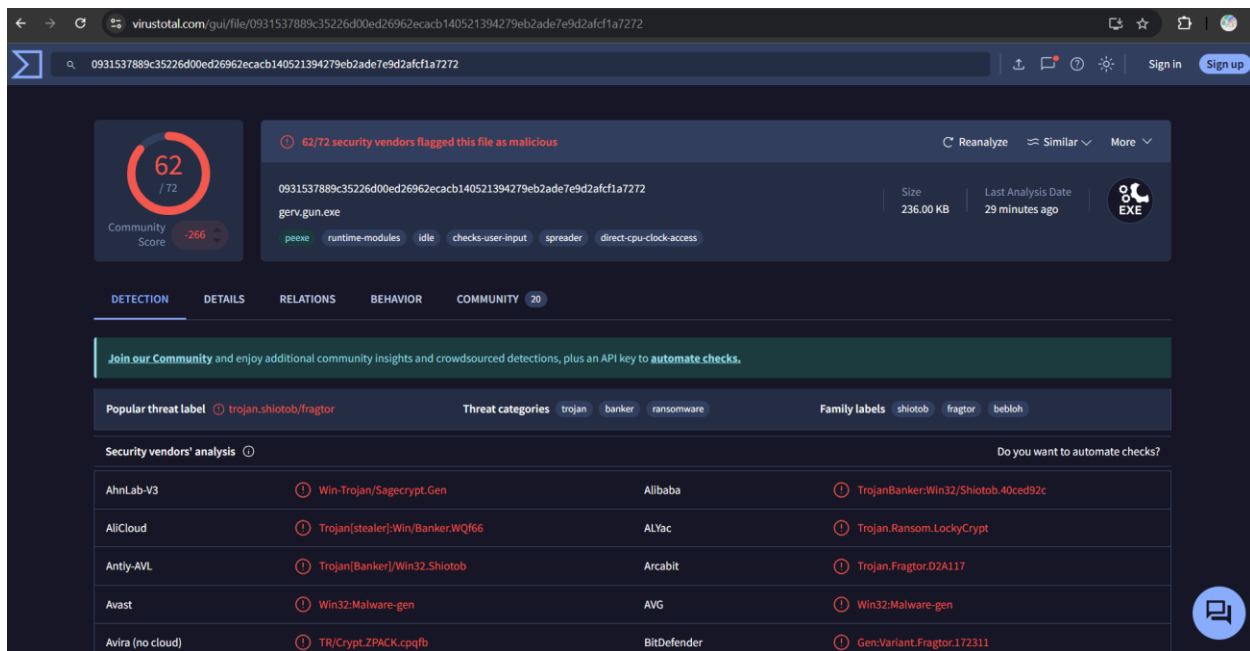 virustotal.com/gui/file/0931537889c35226d00ed26962ecacb140521394279eb2ade7e9d2afcf1a7272
0931537889c35226d00ed26962ecacb140521394279eb2ade7e9d2afcf1a7272
Sign in
Sign up
62
/ 72
Community
Score
-266
62/72 security vendors flagged this file as malicious
Reanalyze
Similar
More
0931537889c35226d00ed26962ecacb140521394279eb2ade7e9d2afcf1a7272
gerv.gun.exe
peexe runtime-modules idle checks-user-input spreader direct-cpu-clock-access
Size
236.00 KB
Last Analysis Date
29 minutes ago
EXE
DETECTION DETAILS RELATIONS BEHAVIOR COMMUNITY 20
Join our Community and enjoy additional community insights and crowdsourced detections, plus an API key to automate checks.
Popular threat label trojan.shiotob/fragtor Threat categories trojan banker ransomware Family labels shiotob fragtor bebloh
Security vendors' analysis Do you want to automate checks?
AhnLab-V3 Win-Trojan/Sagecrypt.Gen Alibaba TrojanBanker:Win32/Shiotob.40ced92c
AliCloud Trojan[stealer]:Win/Banker.WQf66 ALYac Trojan.Ransom.LockyCrypt
Antiy-AVL Trojan[Banker]/Win32.Shiotob Arcabit Trojan.Fragtor.D2A117
Avast Win32:Malware-gen AVG Win32:Malware-gen
Avira (no cloud) TR/Crypt.ZPACK.cpqfb BitDefender Gen:Variant.Fragtor.172311